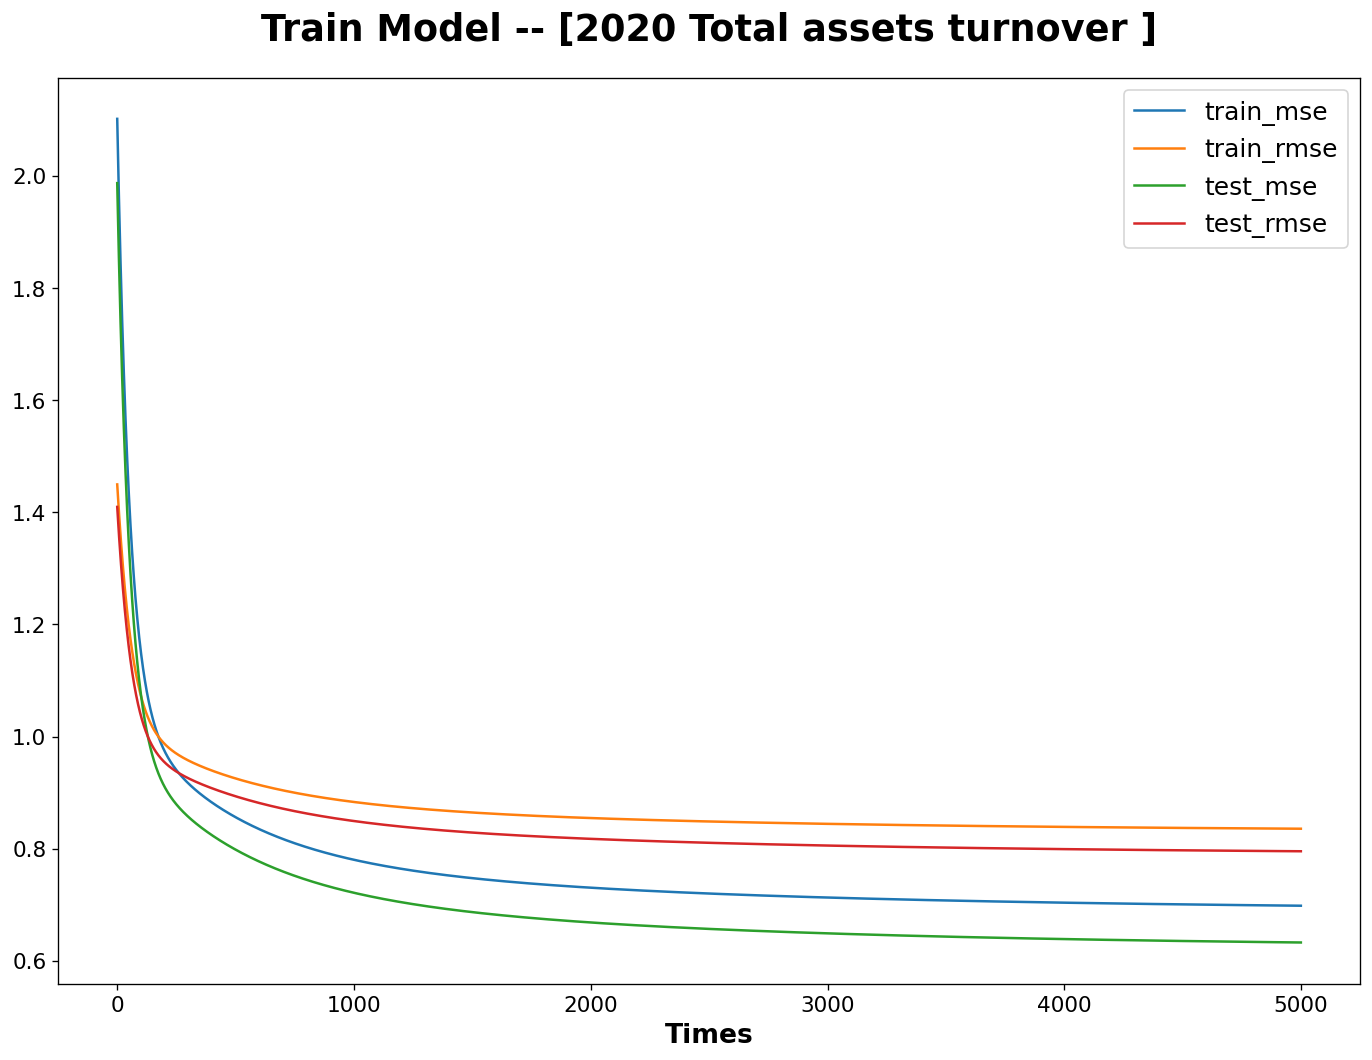 Train Model -- [2020 Total assets turnover ]
train_mse
train_rmse
test_mse
test_rmse
2.0
1.8
1.6
1.4
1.2
1.0
0.8
0.6
0 1000 2000 3000 4000 5000
Times